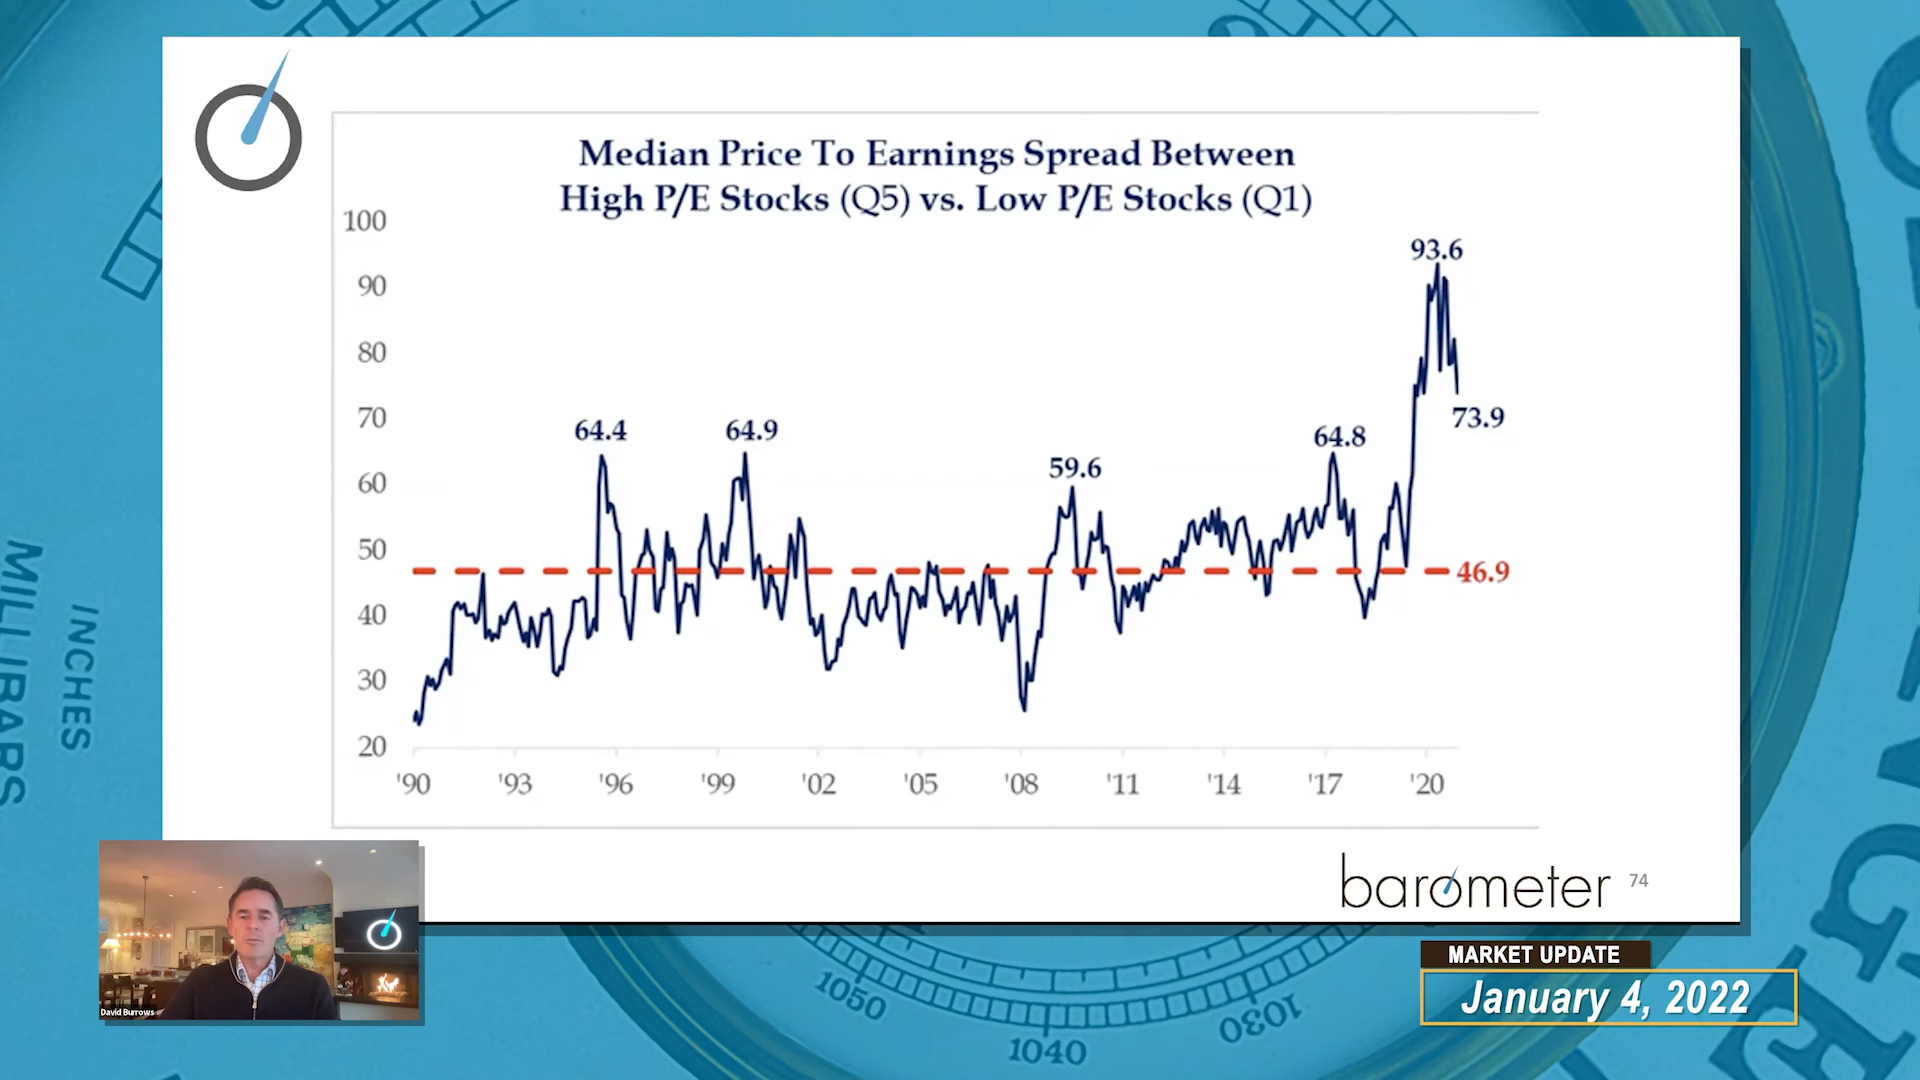 Median Price To Earnings Spread Between
High P/E Stocks (Q5) vs. Low P/E Stocks (Q1)
100
90
80
70
60
50
40
30
20
64.4
64.9
59.6
64.8
93.6
73.9
46.9
'90 '93 '96 '99 '02 '05 '08 '11 '14 '17 '20
barometer 74
MILLIBARS
INCHES
1050
1040
1030
David Burrows
MARKET UPDATE
January 4, 2022